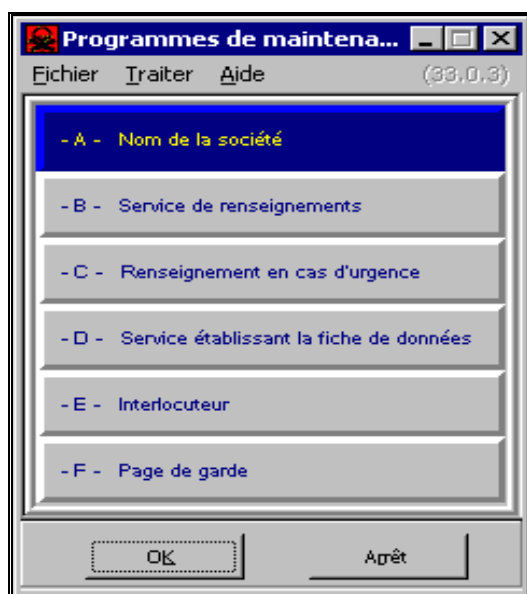 Programmes de maintena...
Fichier Traiter Aide (33.0.3)
- A - Nom de la société
- B - Service de renseignements
- C - Renseignement en cas d'urgence
- D - Service établissant la fiche de données
- E - Interlocuteur
- F - Page de garde
OK Arrêt